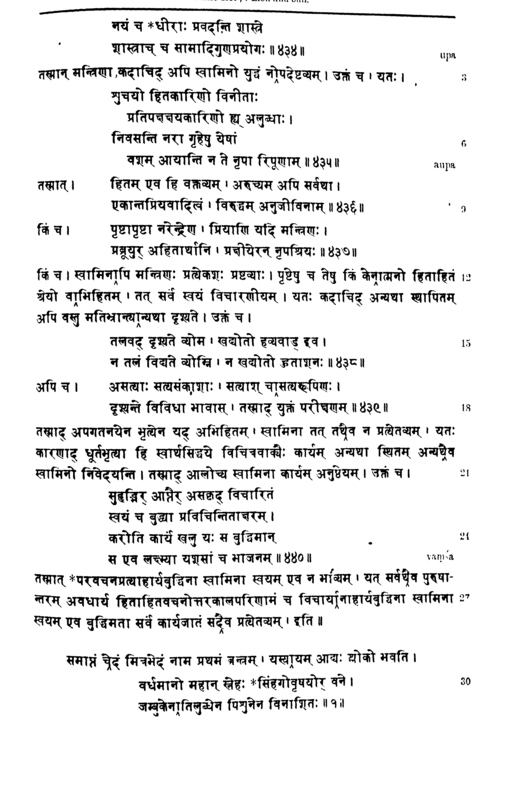 नयं च *धीराः प्रवदन्ति शास्त्रे
शास्त्राच् च सामादिगुणप्रयोगः ॥ ४३४ ॥ upa
तस्मान् मन्त्रिणा कदाचिद् अपि स्वामिनो युद्धं नोपदेष्टव्यम् । उक्तं च । यतः । 3
शुचयो हितकारिणो विनीताः
प्रतिपक्षक्षयकारिणो ह्य् अलुब्धाः ।
निवसन्ति नरा गृहेषु येषां 6
वशम् आयान्ति न ते नृपा रिपूणाम् ॥ ४३५ ॥ aupa
तस्मात् । हितम् एव हि वक्तव्यम् । अरुच्यम् अपि सर्वथा ।
एकान्तप्रियवादित्वं । विरुद्धम् अनुजीविनाम् ॥ ४३६ ॥ 9
किं च । पृष्टापृष्टा नरेन्द्रेण । प्रियाणि यदि मन्त्रिणः ।
प्रब्रूयुर् अहितार्थानि । प्रक्षीयेरन् नृपश्रियः ॥ ४३७ ॥
किं च । स्वामिनापि मन्त्रिणः प्रत्येकशः प्रष्टव्याः । पृष्टेषु च तेषु किं केनात्मनो हिताहितं 12
श्रेयो वाभिहितम् । तत् सर्वं स्वयं विचारणीयम् । यतः कदाचिद् अन्यथा स्थापितम्
अपि वस्तु मतिभ्रान्त्यान्यथा दृश्यते । उक्तं च ।
तलवद् दृश्यते व्योम । खद्योतो हव्यवाड् इव । 15
न तलं विद्यते व्योम्नि । न खद्योतो हुताशनः ॥ ४३८ ॥
अपि च । असत्याः सत्यसंकाशाः । सत्याश् चासत्यरूपिणः ।
दृश्यन्ते विविधा भावास् । तस्माद् युक्तं परीक्षणम् ॥ ४३९ ॥ 18
तस्माद् अपगतनयेन भृत्येन यद् अभिहितम् । स्वामिना तत् तथैव न प्रत्येतव्यम् । यतः
कारणाद् धूर्तभृत्या हि स्वार्थसिद्धये विचित्रवाक्यैः कार्यम् अन्यथा स्थितम् अन्यथैव
स्वामिनो निवेदयन्ति । तस्माद् आलोच्य स्वामिना कार्यम् अनुष्ठेयम् । उक्तं च । 21
सुहृद्भिर् आप्तैर् असकृद् विचारितं
स्वयं च बुद्ध्या प्रविचिन्तिताचरम् ।
करोति कार्यं खलु यः स बुद्धिमान् 24
स एव लक्ष्म्या यशसां च भाजनम् ॥ ४४० ॥ vaṃśa
तस्मात् *परवचनप्रत्याहार्यबुद्धिना स्वामिना स्वयम् एव न भाव्यम् । यत् सर्वथैव पुरुषा-
न्तरम् अवधार्य हिताहितवचनोत्तरकालपरिणामं च विचार्यानाहार्यबुद्धिना स्वामिना 27
स्वयम् एव बुद्धिमता सर्वं कार्यजातं सदैव प्रत्येतव्यम् । इति ॥
समाप्तं चेदं मित्रभेदं नाम प्रथमं तन्त्रम् । यस्यायम् आद्यः श्लोको भवति ।
वर्धमानो महान् स्नेहः *सिंहगोवृषयोर् वने । 30
जम्बुकेनातिलुब्धेन पिशुनेन विनाशितः ॥ १ ॥